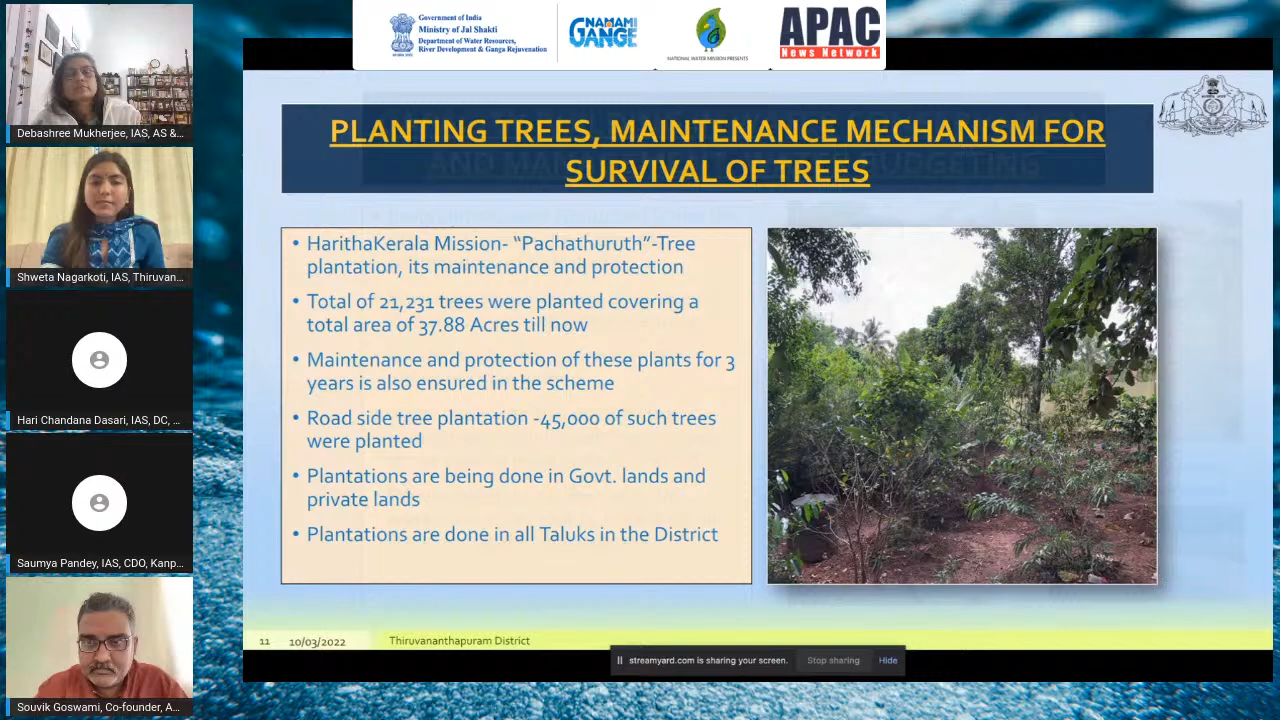 Government of India
Ministry of Jal Shakti
Department of Water Resources,
River Development & Ganga Rejuvenation
NAMAMI
GANGE
NATIONAL WATER MISSION PRESENTS
APAC
News Network
Debashree Mukherjee, IAS, AS &...
Shweta Nagarkoti, IAS, Thiruvan...
Hari Chandana Dasari, IAS, DC, ...
Saumya Pandey, IAS, CDO, Kanp...
Souvik Goswami, Co-founder, A...
PLANTING TREES, MAINTENANCE MECHANISM FOR
SURVIVAL OF TREES
• HarithaKerala Mission- “Pachathuruth”-Tree
plantation, its maintenance and protection
• Total of 21,231 trees were planted covering a
total area of 37.88 Acres till now
• Maintenance and protection of these plants for 3
years is also ensured in the scheme
• Road side tree plantation -45,000 of such trees
were planted
• Plantations are being done in Govt. lands and
private lands
• Plantations are done in all Taluks in the District
11 10/03/2022 Thiruvananthapuram District
streamyard.com is sharing your screen. Stop sharing Hide